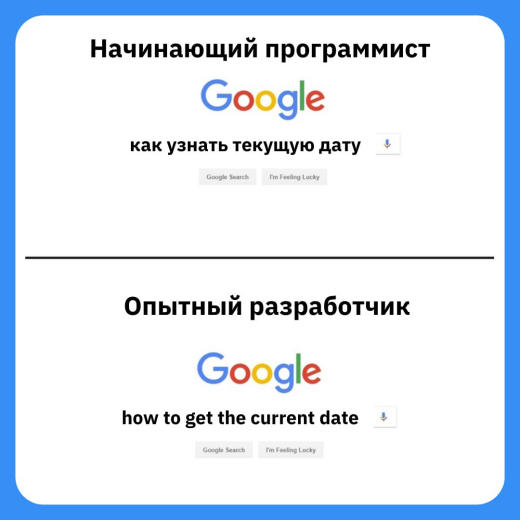 Начинающий программист
Google
как узнать текущую дату
Google Search I'm Feeling Lucky
Опытный разработчик
Google
how to get the current date
Google Search I'm Feeling Lucky